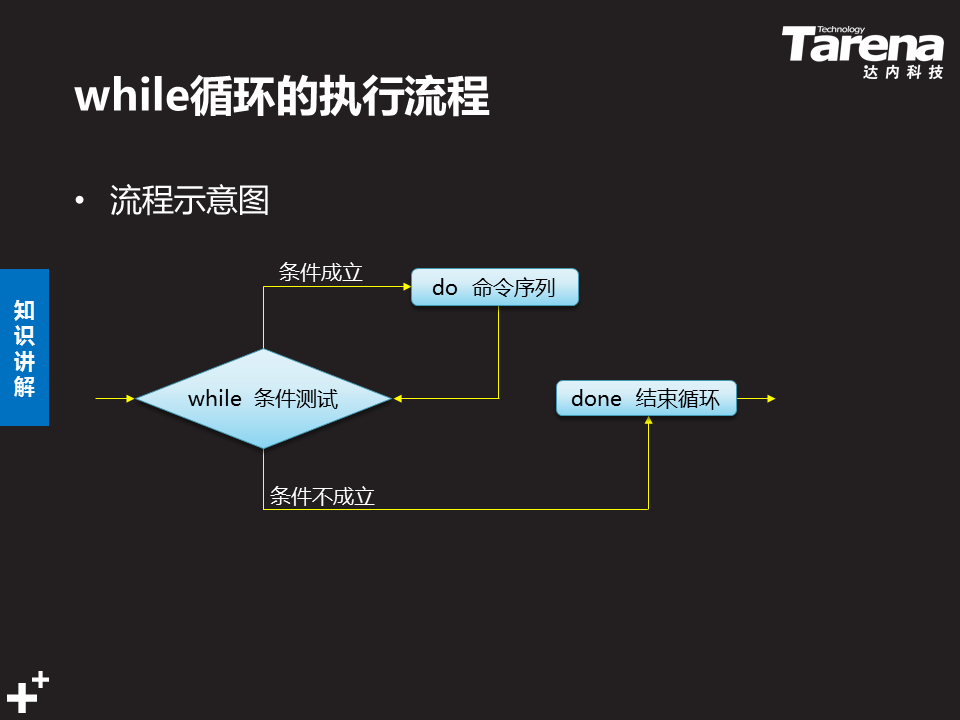 Technology
Tarena
达内科技
while循环的执行流程
• 流程示意图
知识讲解
条件成立
do 命令序列
while 条件测试
done 结束循环
条件不成立